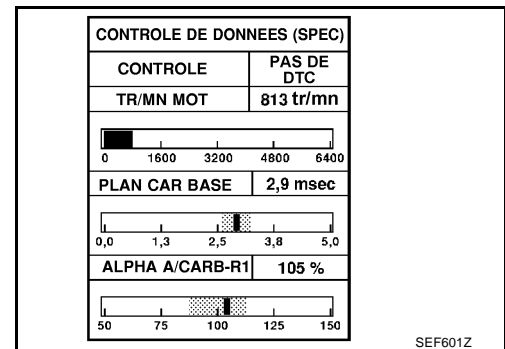 CONTROLE DE DONNEES (SPEC)
CONTROLE PAS DE DTC
TR/MN MOT 813 tr/mn
0 1600 3200 4800 6400
PLAN CAR BASE 2,9 msec
0,0 1,3 2,5 3,8 5,0
ALPHA A/CARB-R1 105 %
50 75 100 125 150
SEF601Z